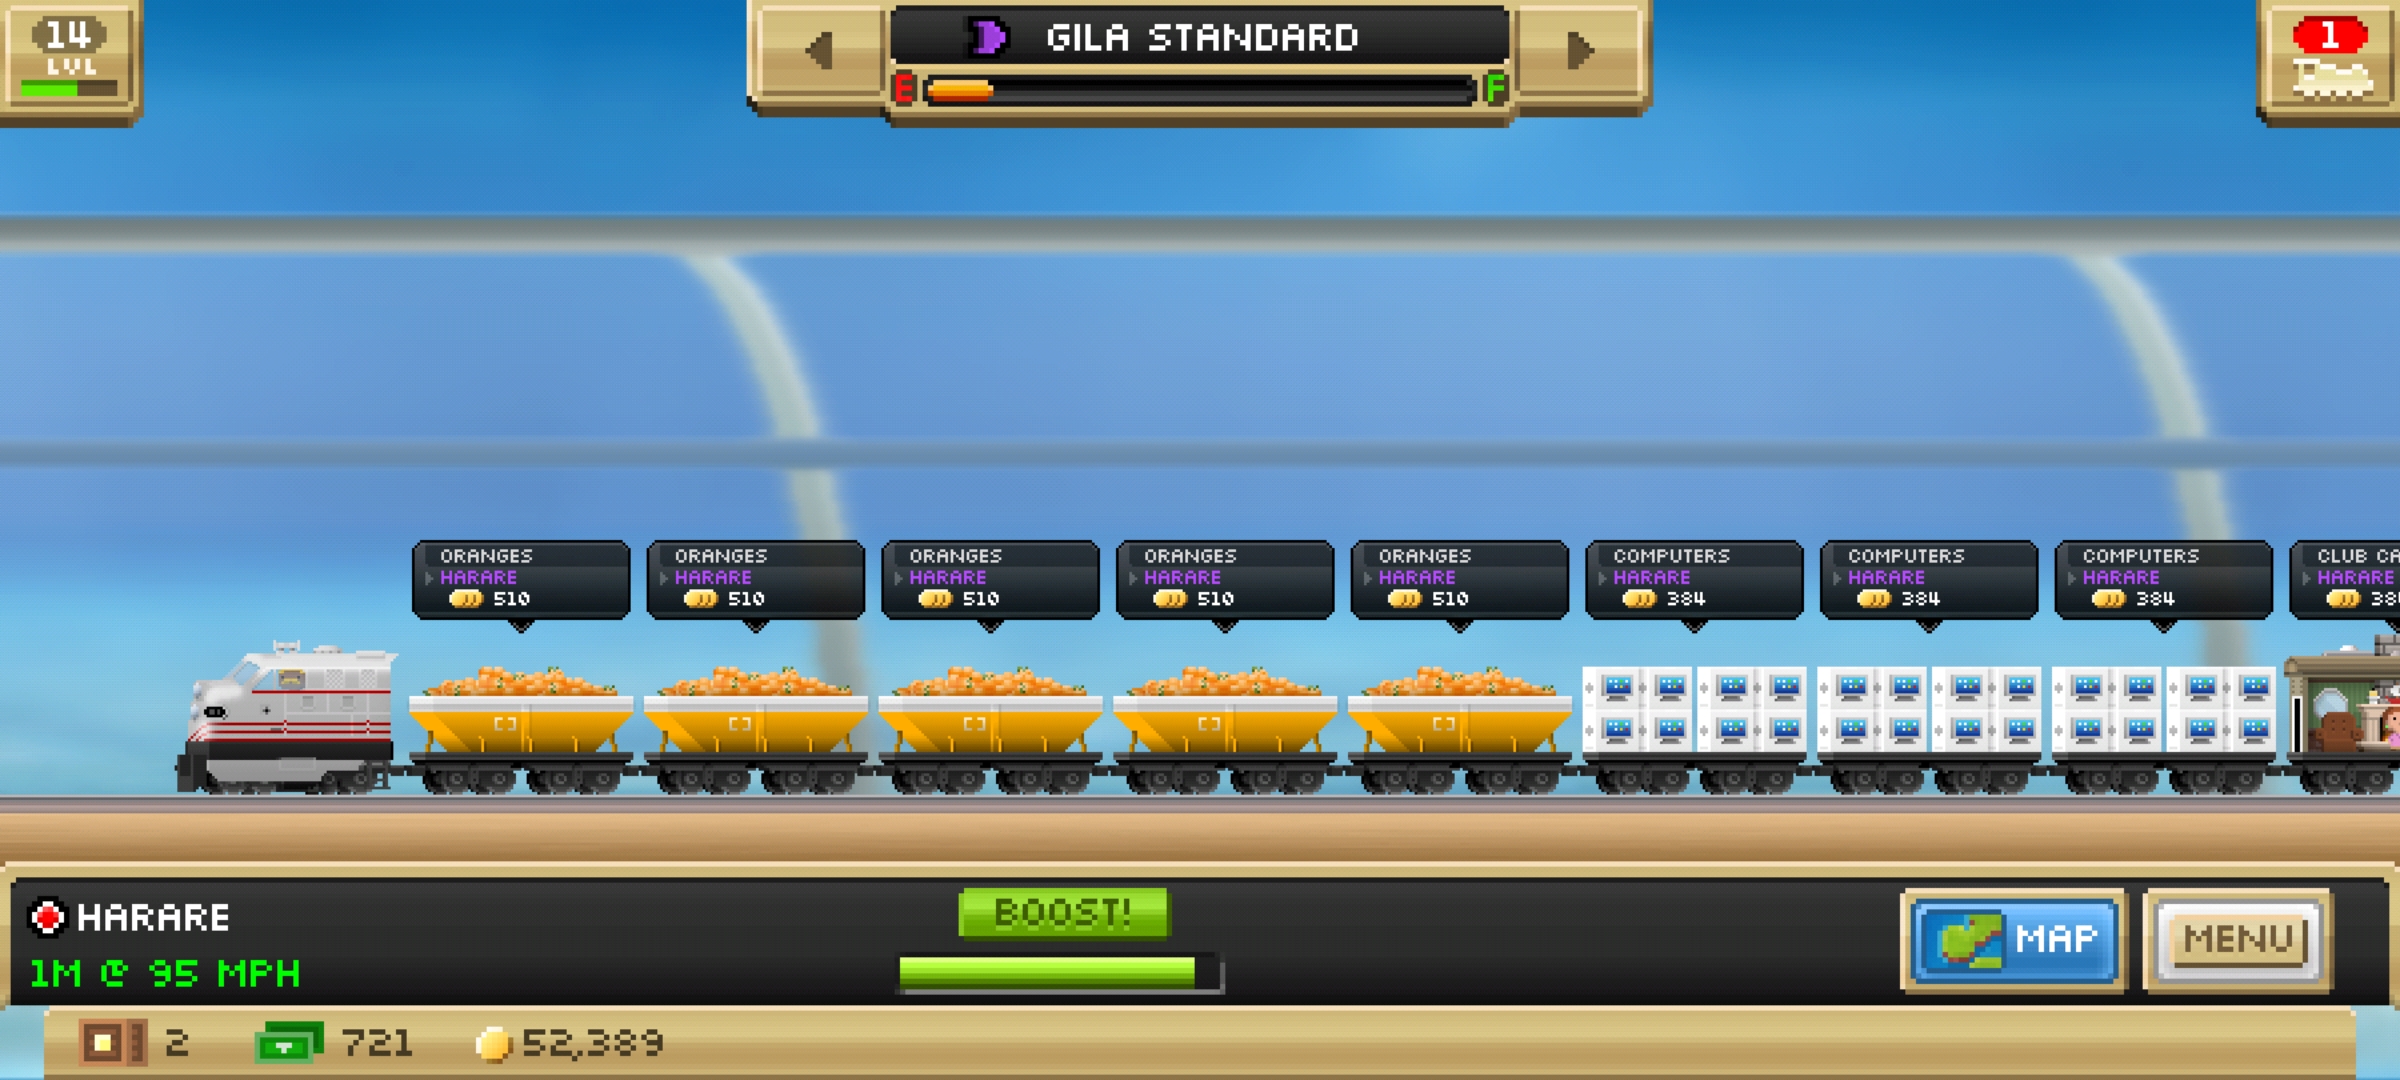 14
LVL
GILA STANDARD
E
F
1
ORANGES
HARARE
510
ORANGES
HARARE
510
ORANGES
HARARE
510
ORANGES
HARARE
510
ORANGES
HARARE
510
COMPUTERS
HARARE
384
COMPUTERS
HARARE
384
COMPUTERS
HARARE
384
CLUB
HARARE
HARARE
1M @ 95 MPH
BOOST!
MAP
MENU
2
721
52,389